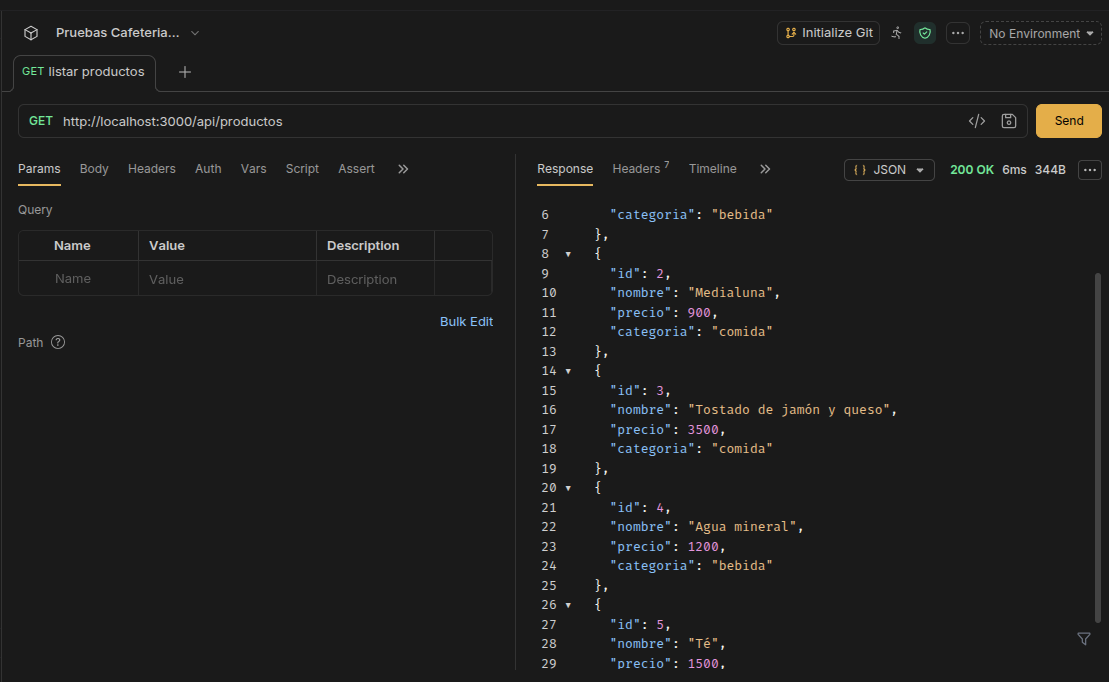 Pruebas Cafeteria...
Initialize Git
No Environment
GET listar productos
GET http://localhost:3000/api/productos
Send
Params Body Headers Auth Vars Script Assert
Query
Name Value Description
Name Value Description
Bulk Edit
Path ?
Response Headers 7 Timeline
{ } JSON 200 OK 6ms 344B
6 "categoria": "bebida"
7 },
8 {
9 "id": 2,
10 "nombre": "Medialuna",
11 "precio": 900,
12 "categoria": "comida"
13 },
14 {
15 "id": 3,
16 "nombre": "Tostado de jamón y queso",
17 "precio": 3500,
18 "categoria": "comida"
19 },
20 {
21 "id": 4,
22 "nombre": "Agua mineral",
23 "precio": 1200,
24 "categoria": "bebida"
25 },
26 {
27 "id": 5,
28 "nombre": "Té",
29 "precio": 1500,